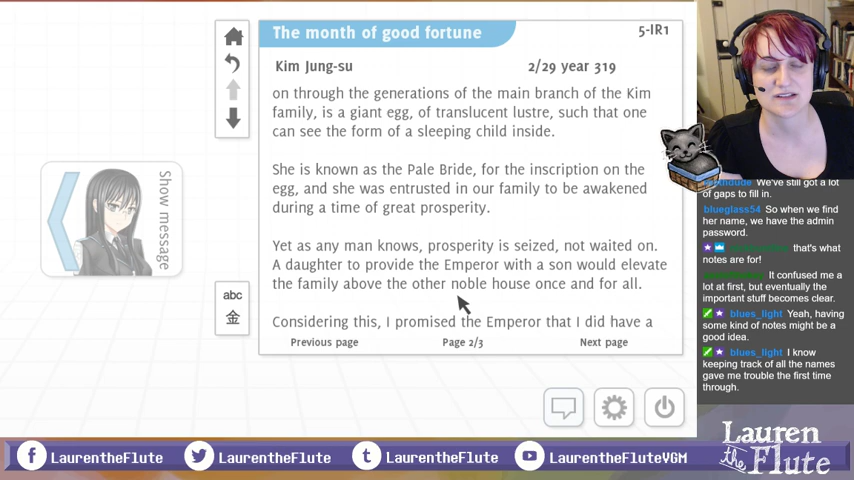 The month of good fortune
5-IR1
Kim Jung-su
2/29 year 319
on through the generations of the main branch of the Kim
family, is a giant egg, of translucent lustre, such that one
can see the form of a sleeping child inside.
She is known as the Pale Bride, for the inscription on the
egg, and she was entrusted in our family to be awakened
during a time of great prosperity.
Yet as any man knows, prosperity is seized, not waited on.
A daughter to provide the Emperor with a son would elevate
the family above the other noble house once and for all.
Considering this, I promised the Emperor that I did have a
Previous page
Page 2/3
Next page
Show message
abc
金
We've still got a lot
of gaps to fill in.
blueglass54: So when we find
her name, we have the admin
password.
that's what
notes are for!
It confused me a
lot at first, but eventually the
important stuff becomes clear.
blues_light: Yeah, having
some kind of notes might be a
good idea.
blues_light: I know
keeping track of all the names
gave me trouble the first time
through.
LaurentheFlute
LaurentheFlute
LaurentheFlute
LaurentheFluteVGM
Lauren
the Flute